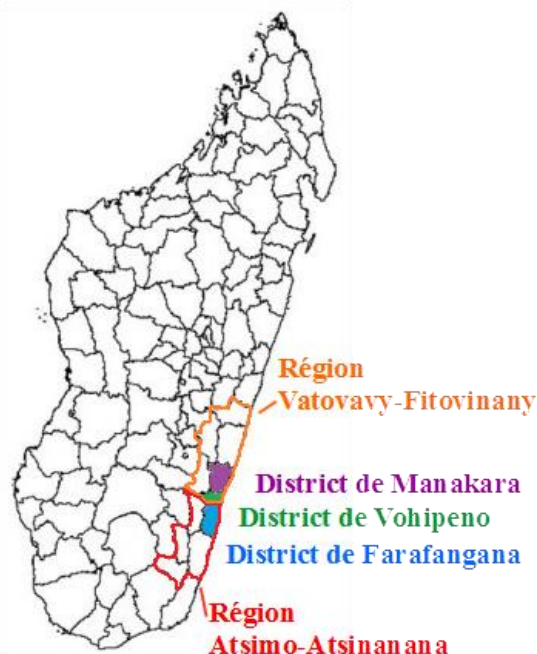 Région
Vatovavy-Fitovinany
District de Manakara
District de Vohipeno
District de Farafangana
Région
Atsimo-Atsinanana